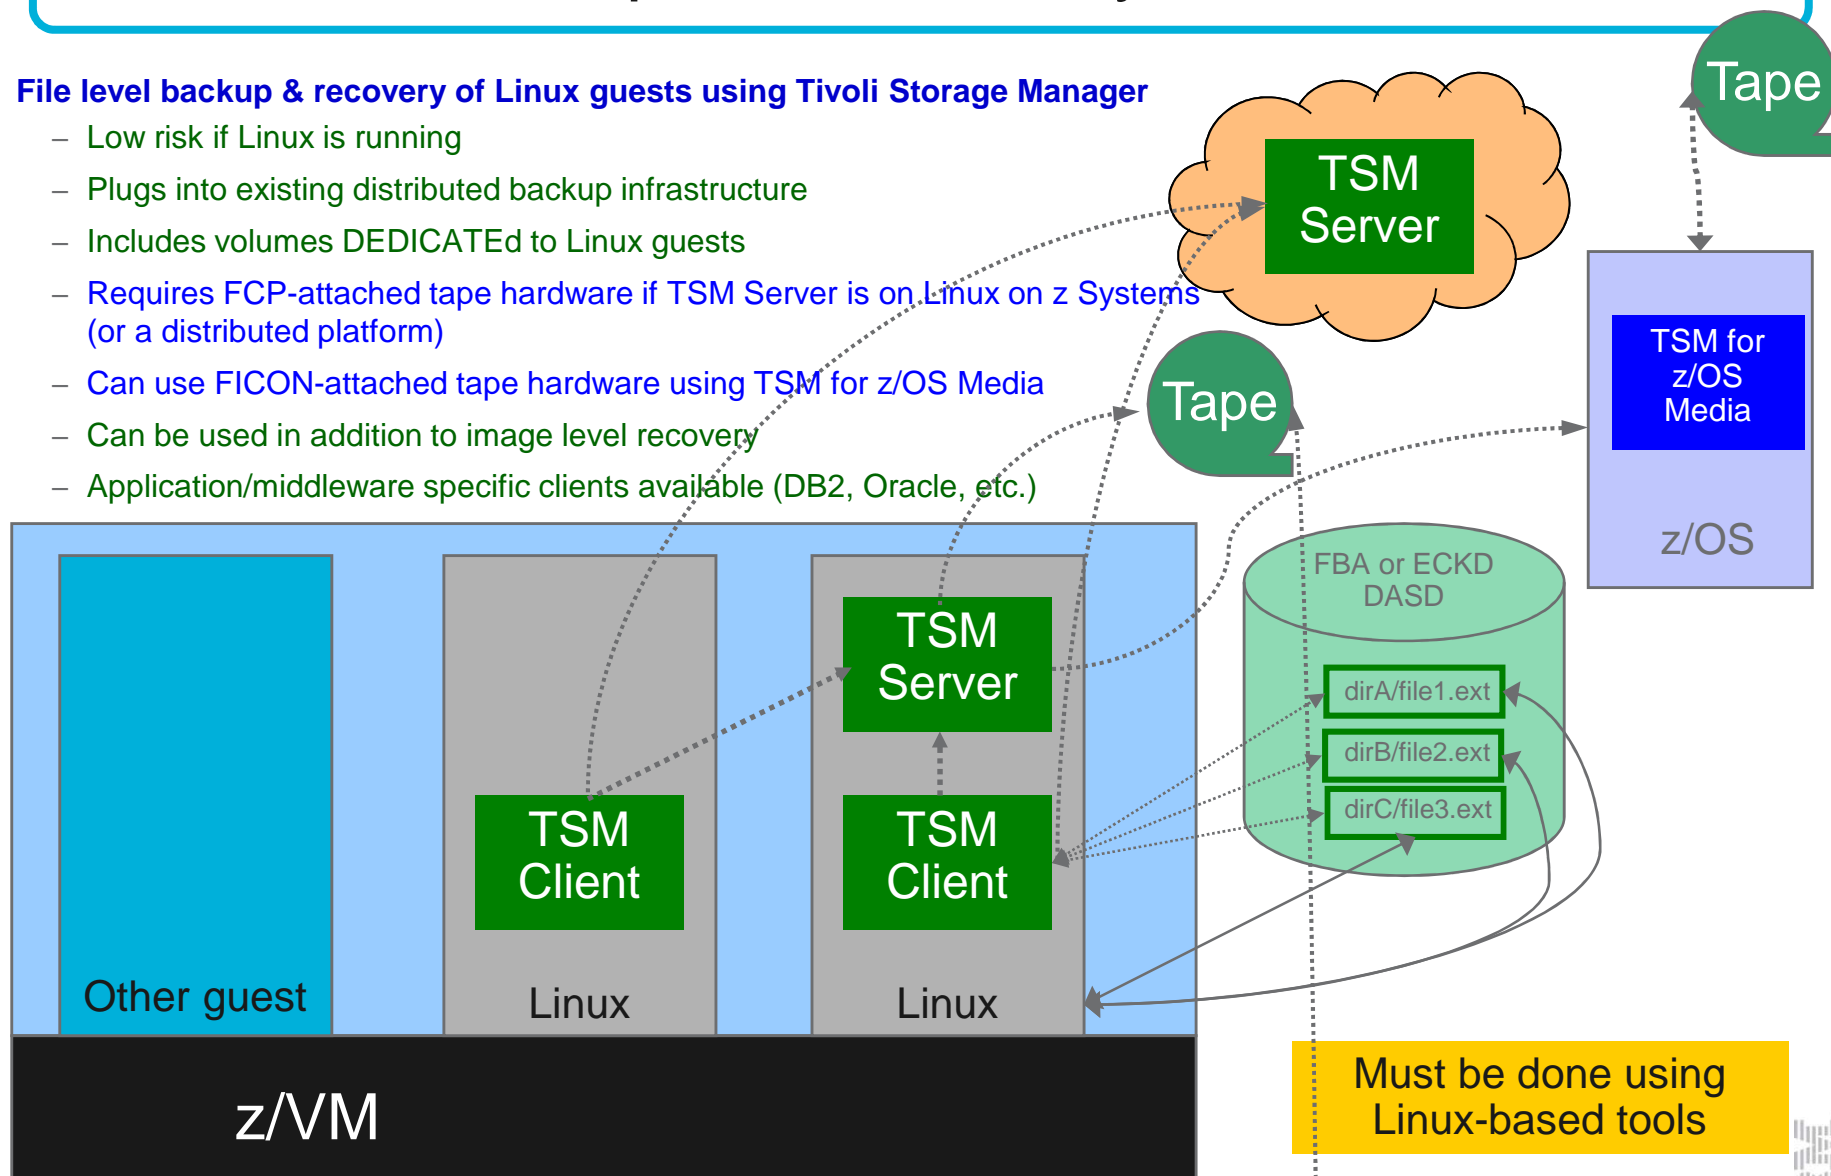 File level backup & recovery of Linux guests using Tivoli Storage Manager
– Low risk if Linux is running
– Plugs into existing distributed backup infrastructure
– Includes volumes DEDICATEd to Linux guests
– Requires FCP-attached tape hardware if TSM Server is on Linux on z Systems
(or a distributed platform)
– Can use FICON-attached tape hardware using TSM for z/OS Media
– Can be used in addition to image level recovery
– Application/middleware specific clients available (DB2, Oracle, etc.)
TSM
Server
Tape
Tape
TSM for
z/OS
Media
z/OS
FBA or ECKD
DASD
dirA/file1.ext
dirB/file2.ext
dirC/file3.ext
TSM
Server
TSM
Client
TSM
Client
Other guest
Linux
Linux
z/VM
Must be done using
Linux-based tools